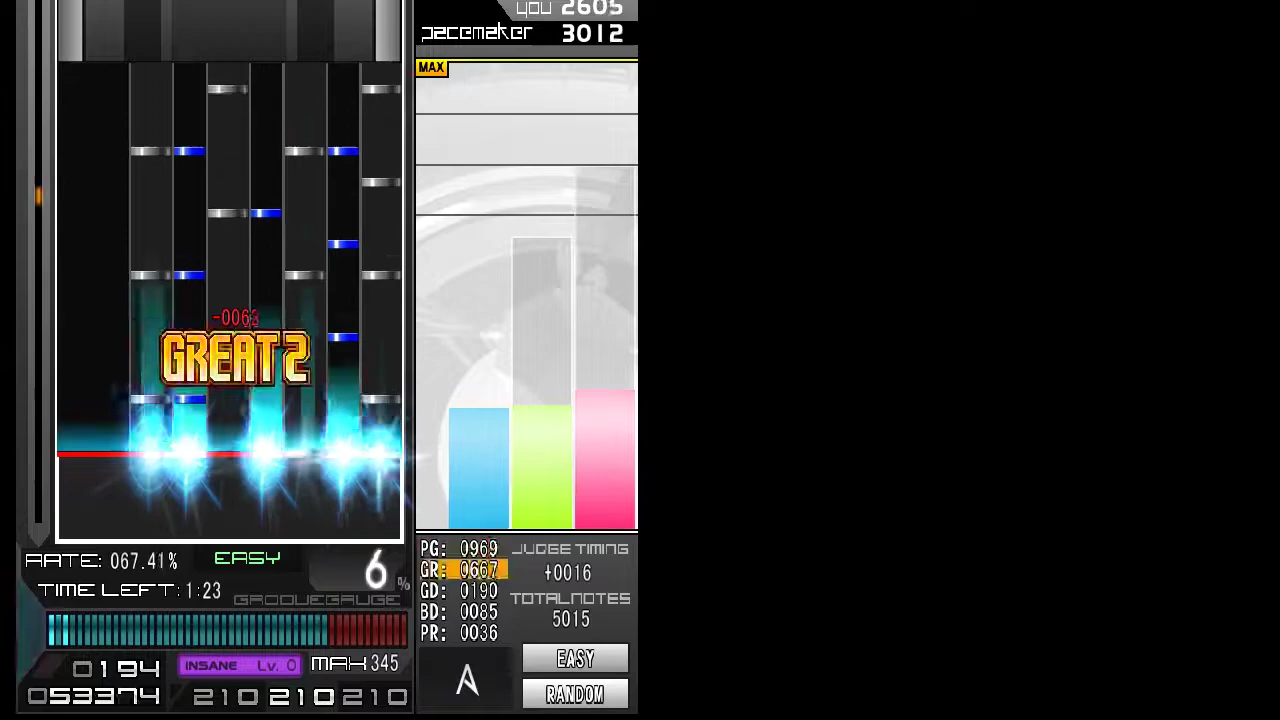 you 2605
pacemaker 3012
MAX
-0063
GREAT 2
RATE: 067.41% EASY 6 %
TIME LEFT: 1:23
GROOVEGAUGE
0194 INSANE Lv. 0 MAX 345
053374 210 210 210
PG: 0969
GR: 0667
GD: 0190
BD: 0085
PR: 0036
JUDGE TIMING
+0016
TOTALNOTES
5015
A
EASY
RANDOM